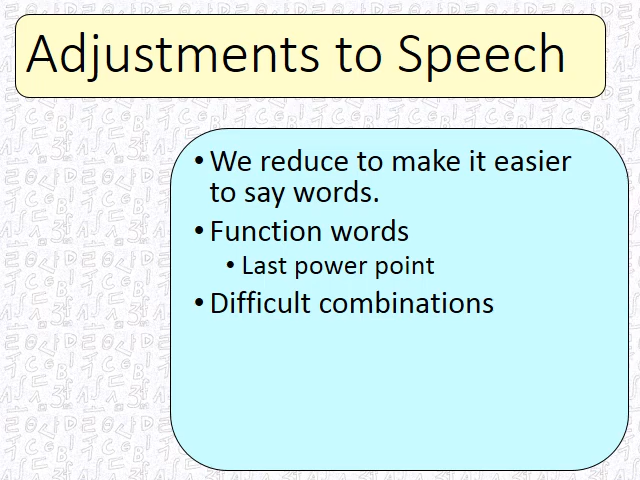 Adjustments to Speech
• We reduce to make it easier
to say words.
• Function words
• Last power point
• Difficult combinations